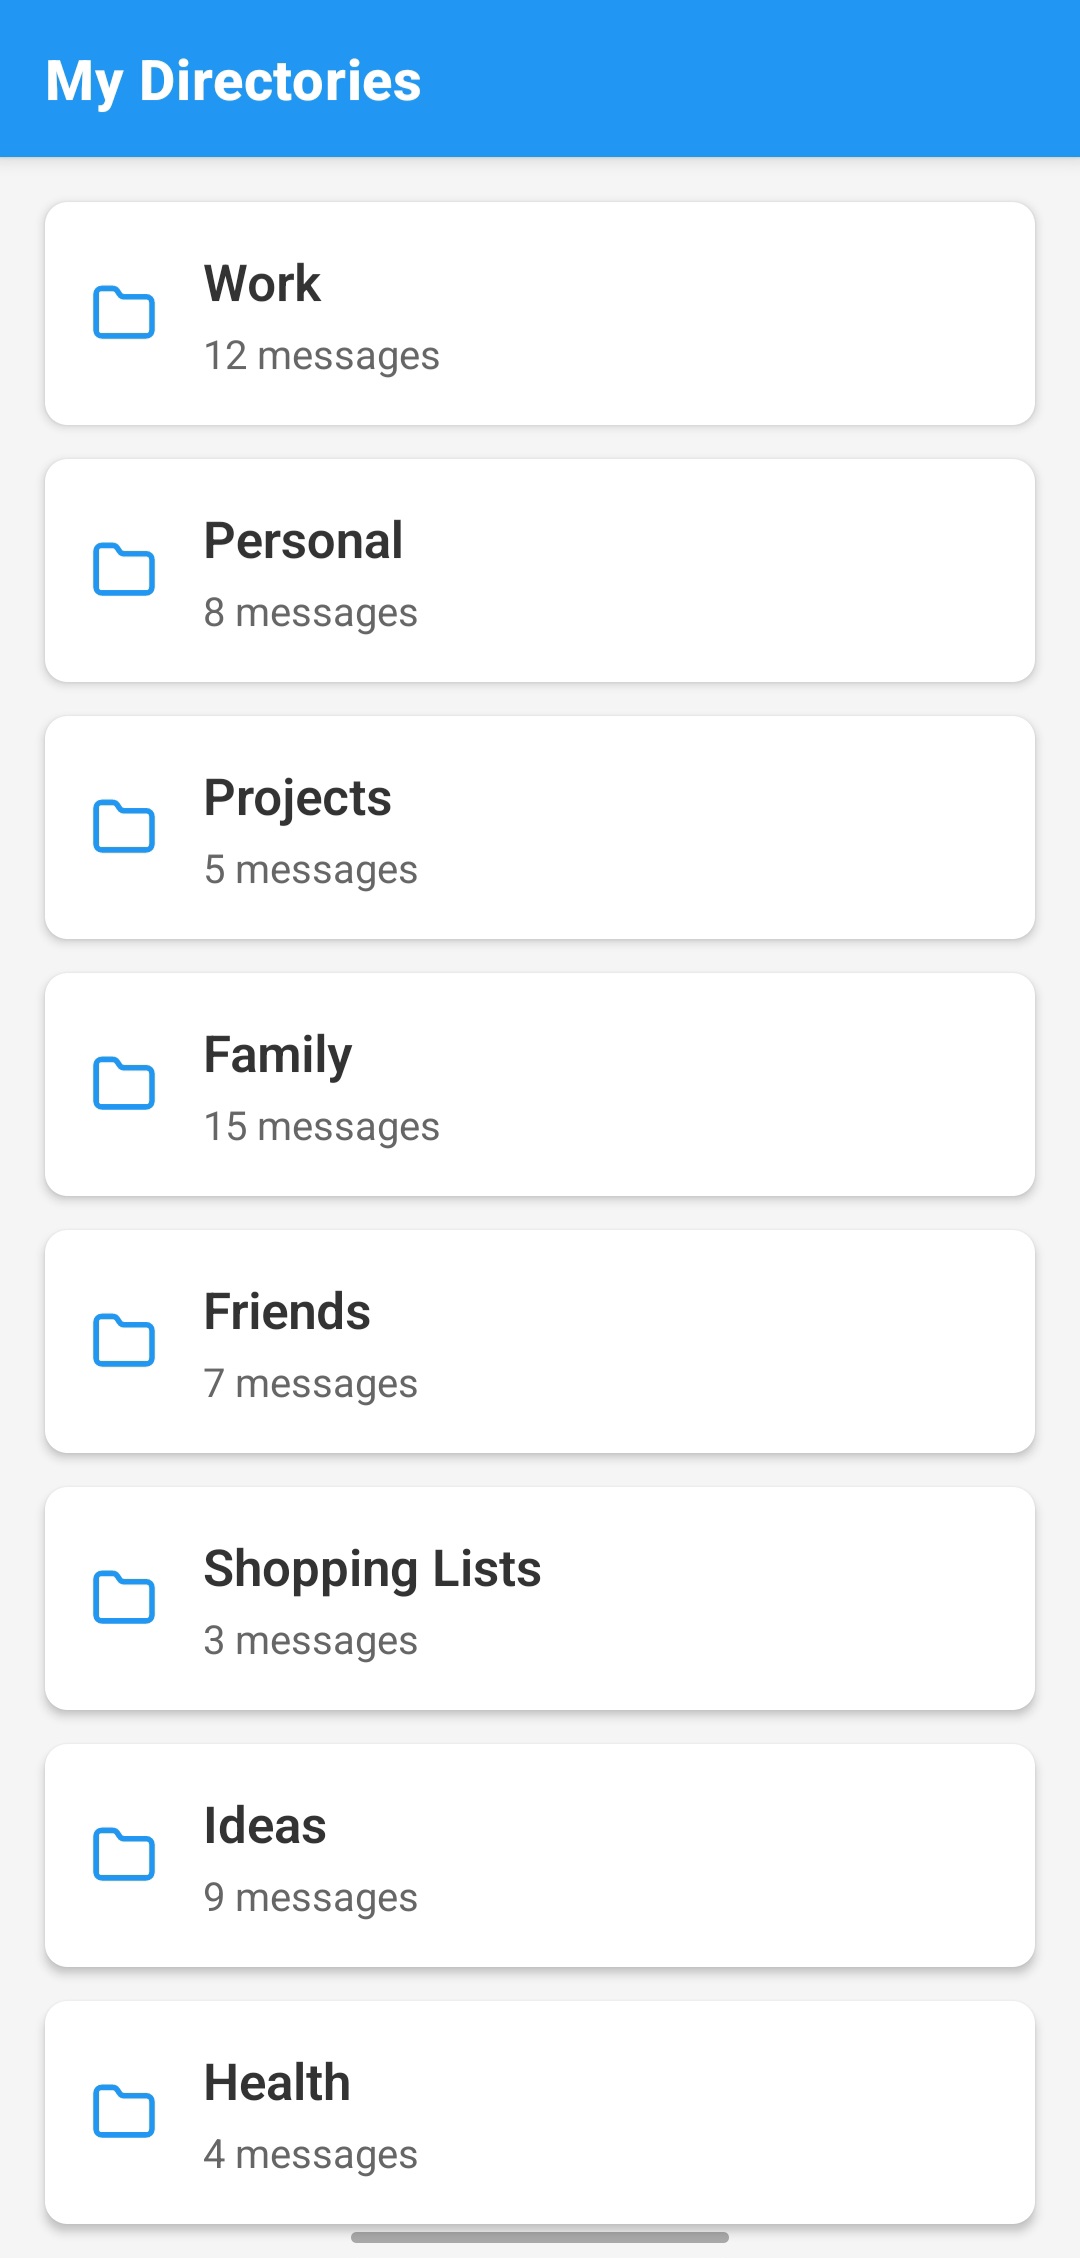 My Directories
Work
12 messages
Personal
8 messages
Projects
5 messages
Family
15 messages
Friends
7 messages
Shopping Lists
3 messages
Ideas
9 messages
Health
4 messages